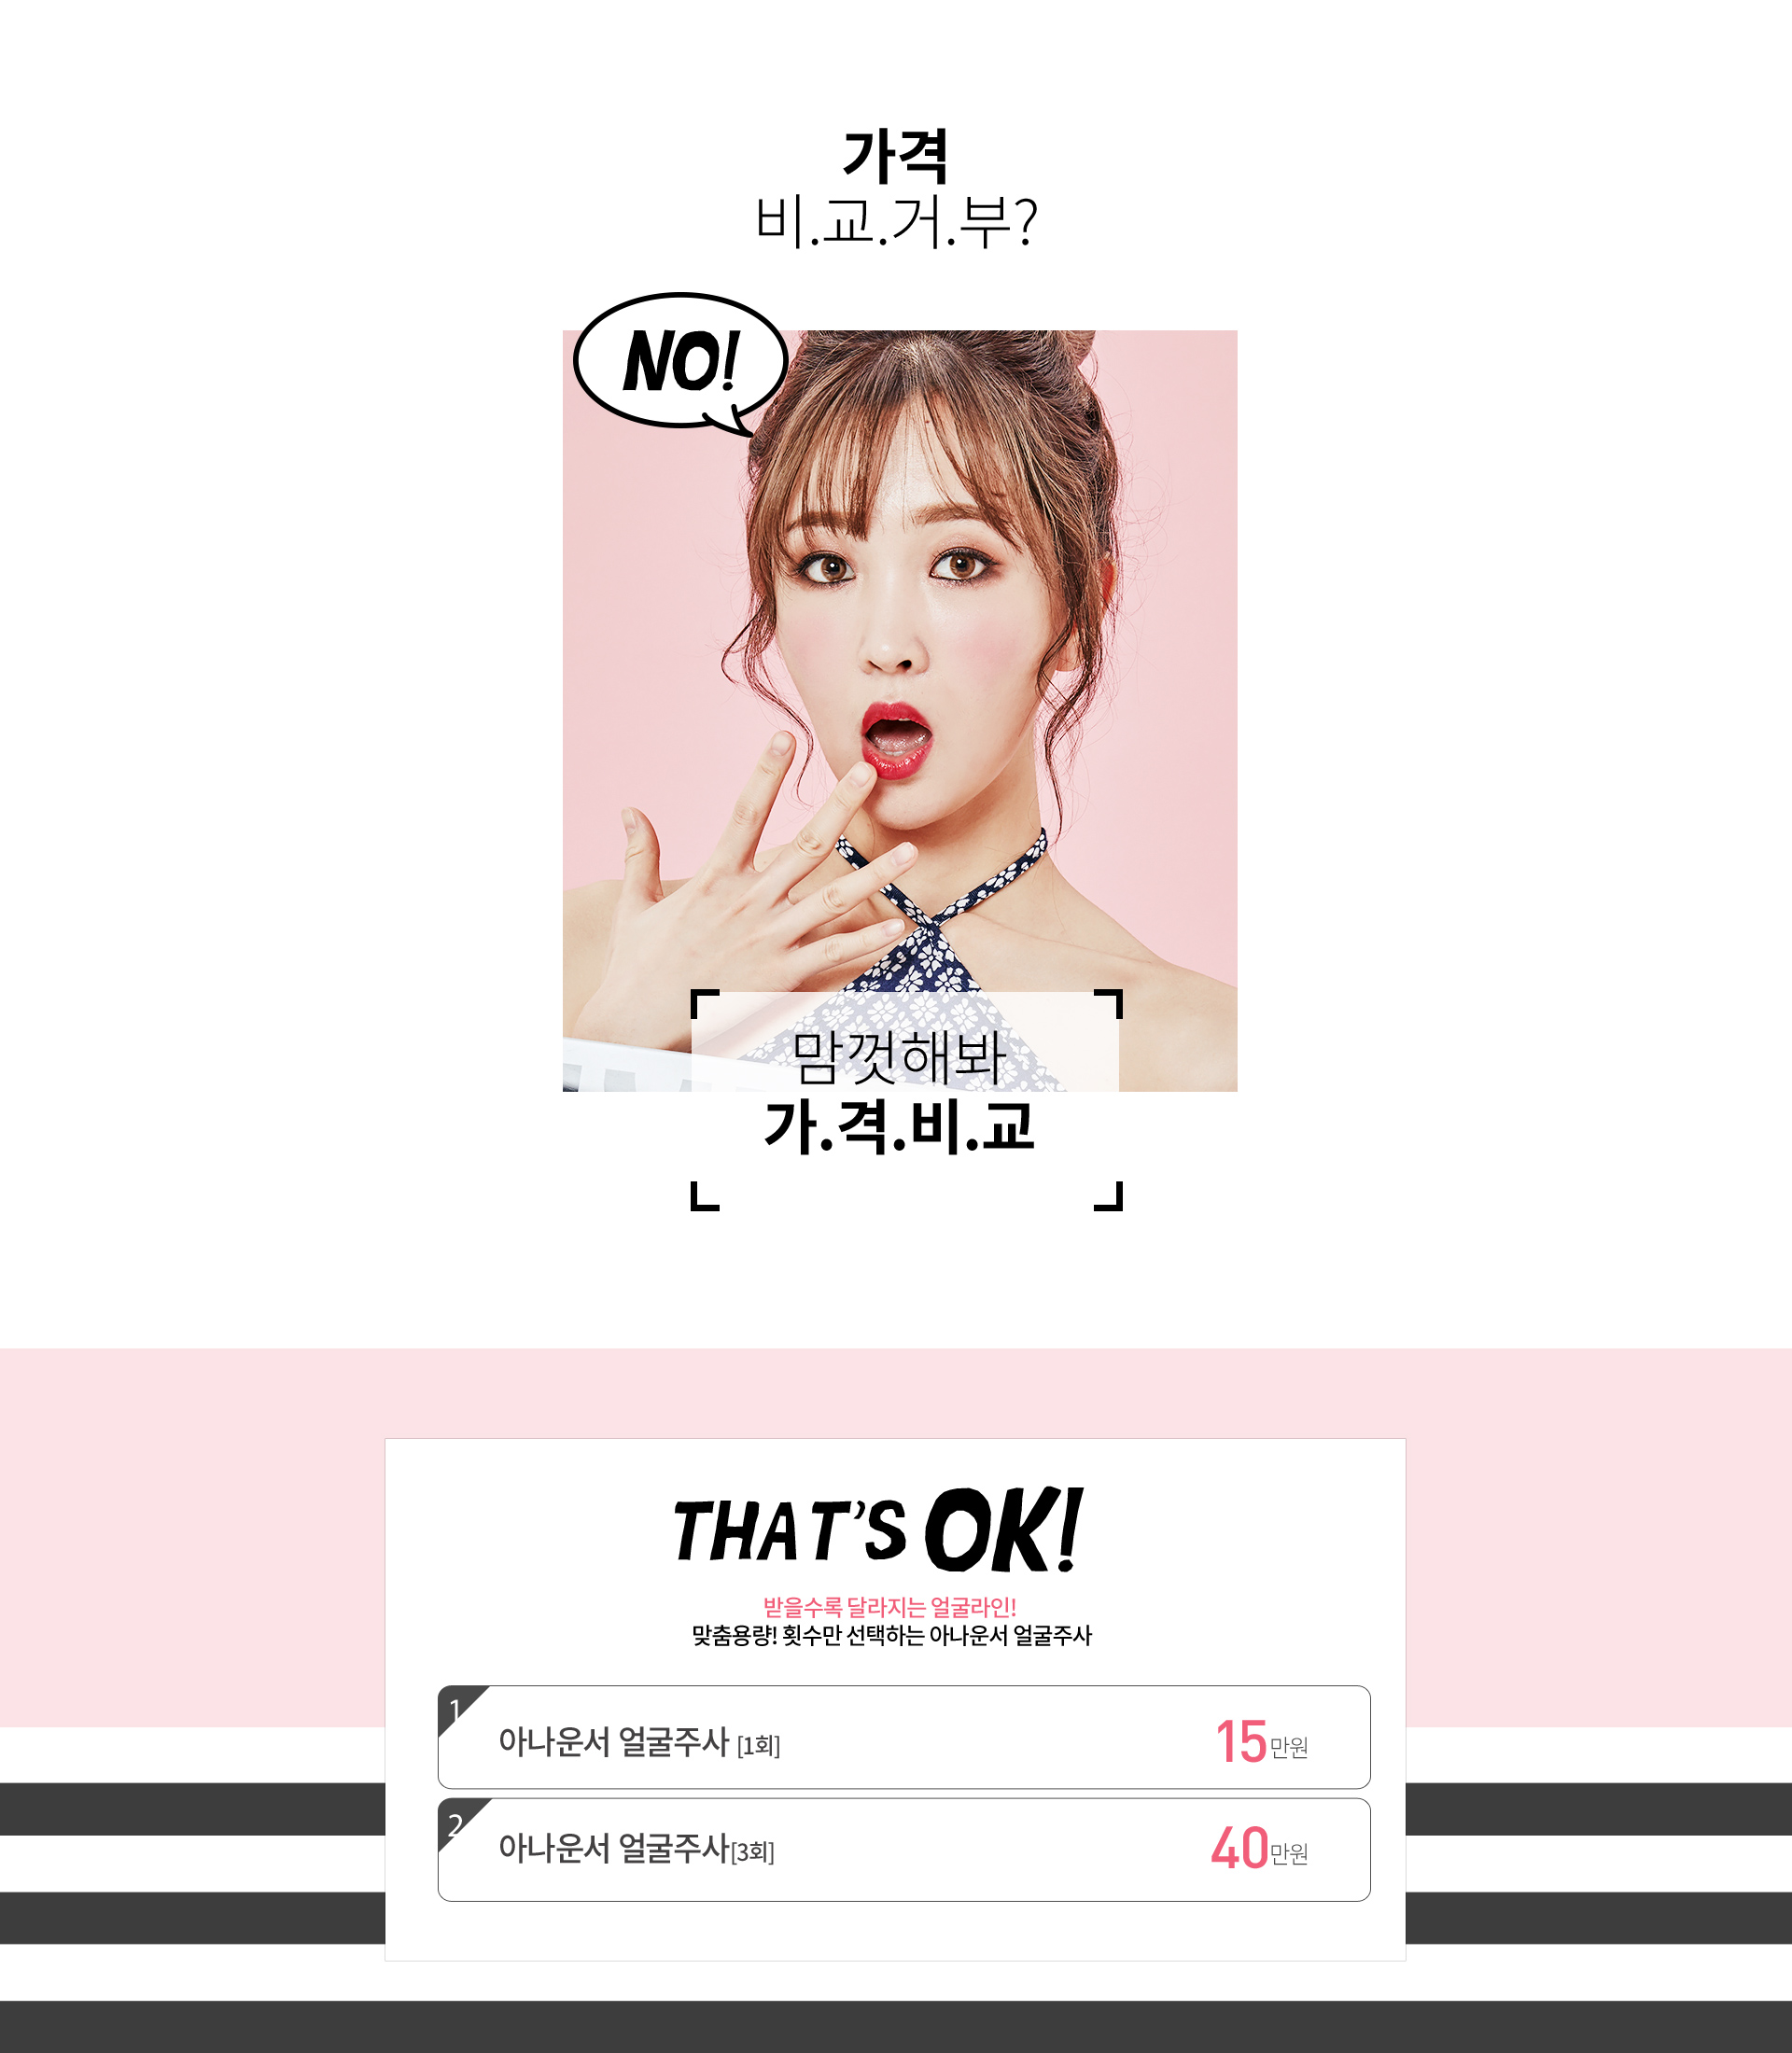 가격
비.교.거.부?
NO!
맘껏해봐
가.격.비.교
THAT'S OK!
받을수록 달라지는 얼굴라인!
맞춤용량! 횟수만 선택하는 아나운서 얼굴주사
1
아나운서 얼굴주사 [1회]
15만원
2
아나운서 얼굴주사[3회]
40만원